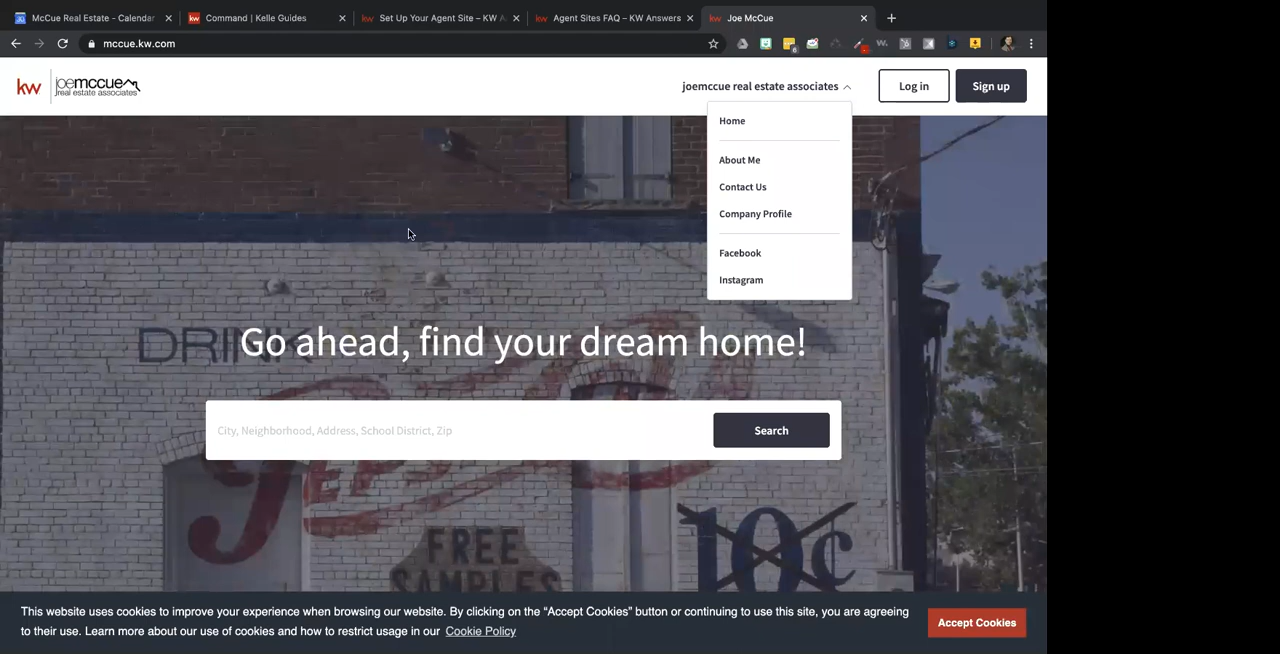 McCue Real Estate - Calendar
Command | Kelle Guides
Set Up Your Agent Site – KW A
Agent Sites FAQ – KW Answers
Joe McCue
mccue.kw.com
6
kw
joemccue
real estate associates
joemccue real estate associates
Log in
Sign up
Home
About Me
Contact Us
Company Profile
Facebook
Instagram
DRINK
Go ahead, find your dream home!
City, Neighborhood, Address, School District, Zip
Search
10¢
FREE
SAMPLES
This website uses cookies to improve your experience when browsing our website. By clicking on the “Accept Cookies” button or continuing to use this site, you are agreeing
to their use. Learn more about our use of cookies and how to restrict usage in our Cookie Policy
Accept Cookies